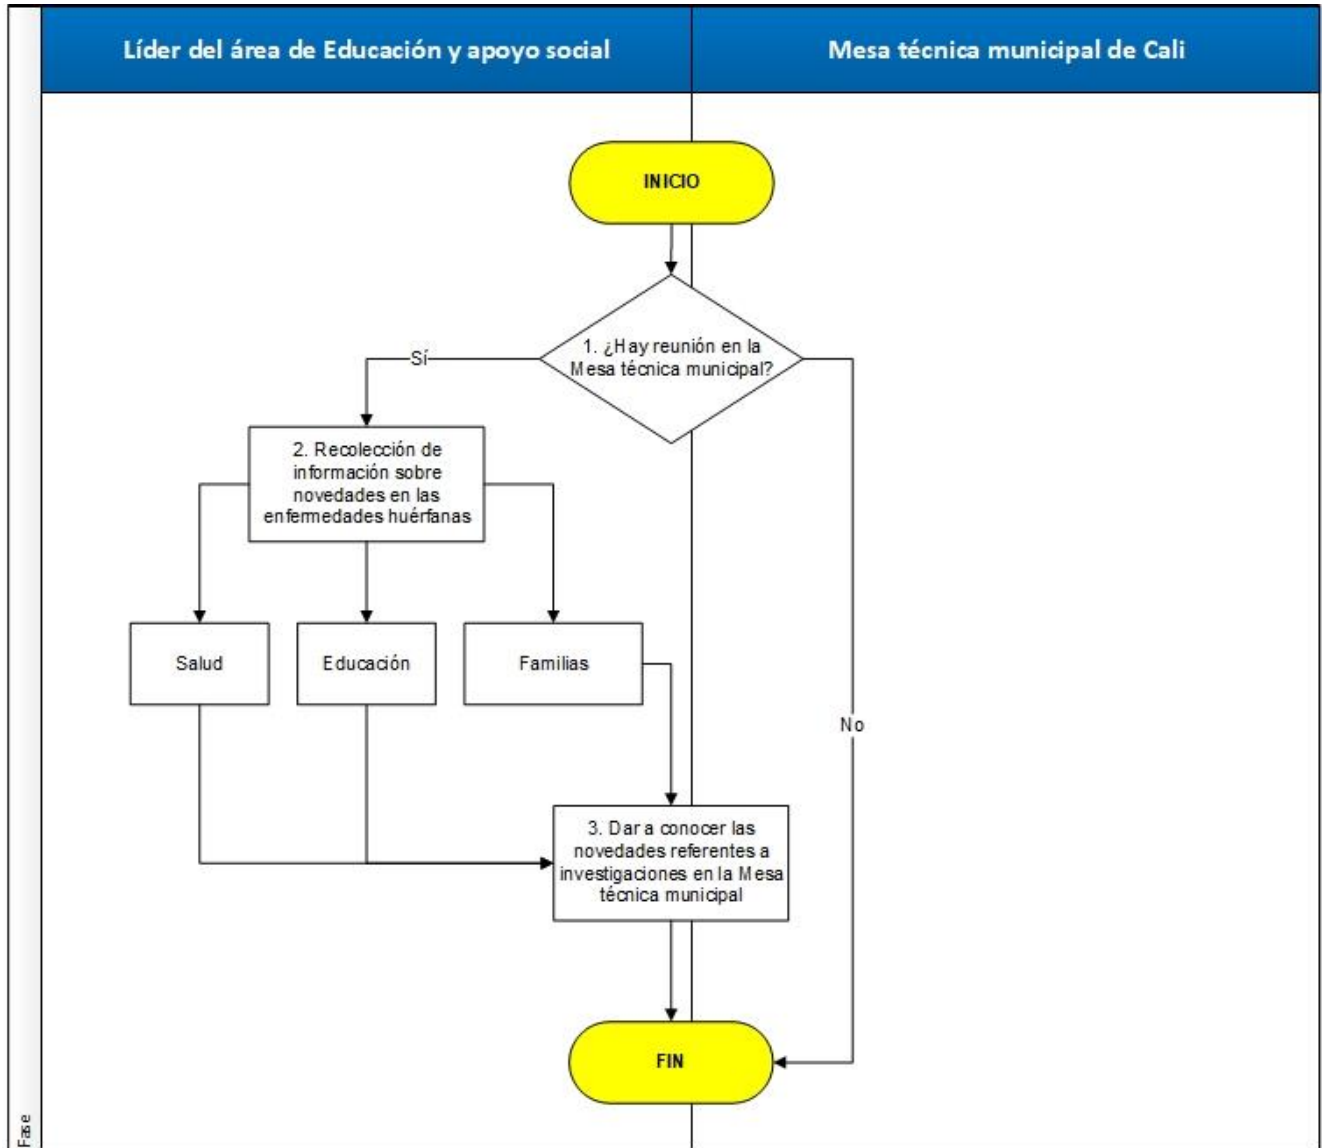 Líder del área de Educación y apoyo social
Mesa técnica municipal de Cali
INICIO
1. ¿Hay reunión en la
Mesa técnica municipal?
Sí
2. Recolección de
información sobre
novedades en las
enfermedades huérfanas
Salud
Educación
Familias
No
3. Dar a conocer las
novedades referentes a
investigaciones en la Mesa
técnica municipal
FIN
Fase